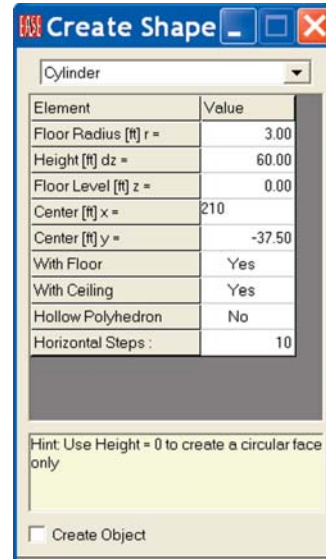 EASE Create Shape
Cylinder
Element Value
Floor Radius [ft] r = 3.00
Height [ft] dz = 60.00
Floor Level [ft] z = 0.00
Center [ft] x = 210
Center [ft] y = -37.50
With Floor Yes
With Ceiling Yes
Hollow Polyhedron No
Horizontal Steps : 10
Hint: Use Height = 0 to create a circular face
only
Create Object